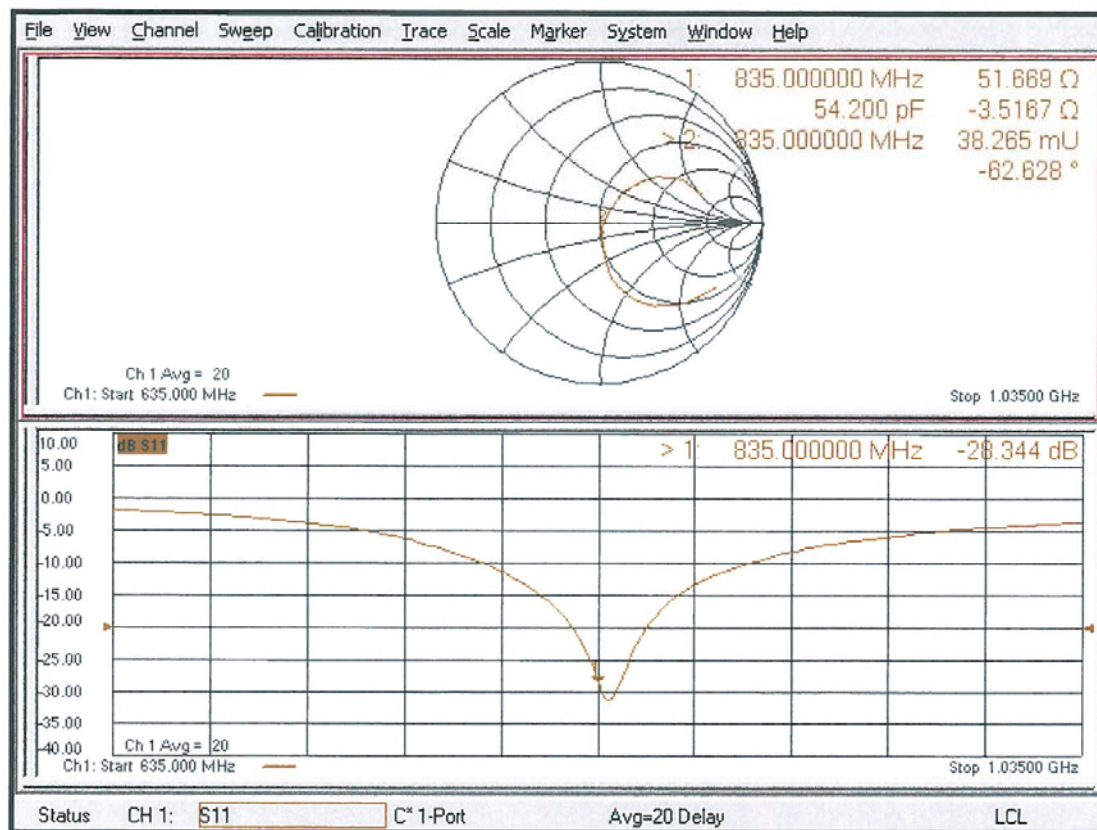 File View Channel Sweep Calibration Trace Scale Marker System Window Help
1: 835.000000 MHz 51.669 Ω
54.200 pF -3.5167 Ω
> 2: 835.000000 MHz 38.265 mU
-62.628 °
Ch 1 Avg = 20
Ch1: Start 635.000 MHz
Stop 1.03500 GHz
10.00
dB S11
> 1: 835.000000 MHz -28.344 dB
5.00
0.00
-5.00
-10.00
-15.00
-20.00
-25.00
-30.00
-35.00
-40.00
Ch 1 Avg = 20
Ch1: Start 635.000 MHz
Stop 1.03500 GHz
Status CH 1: S11 C* 1-Port Avg=20 Delay LCL